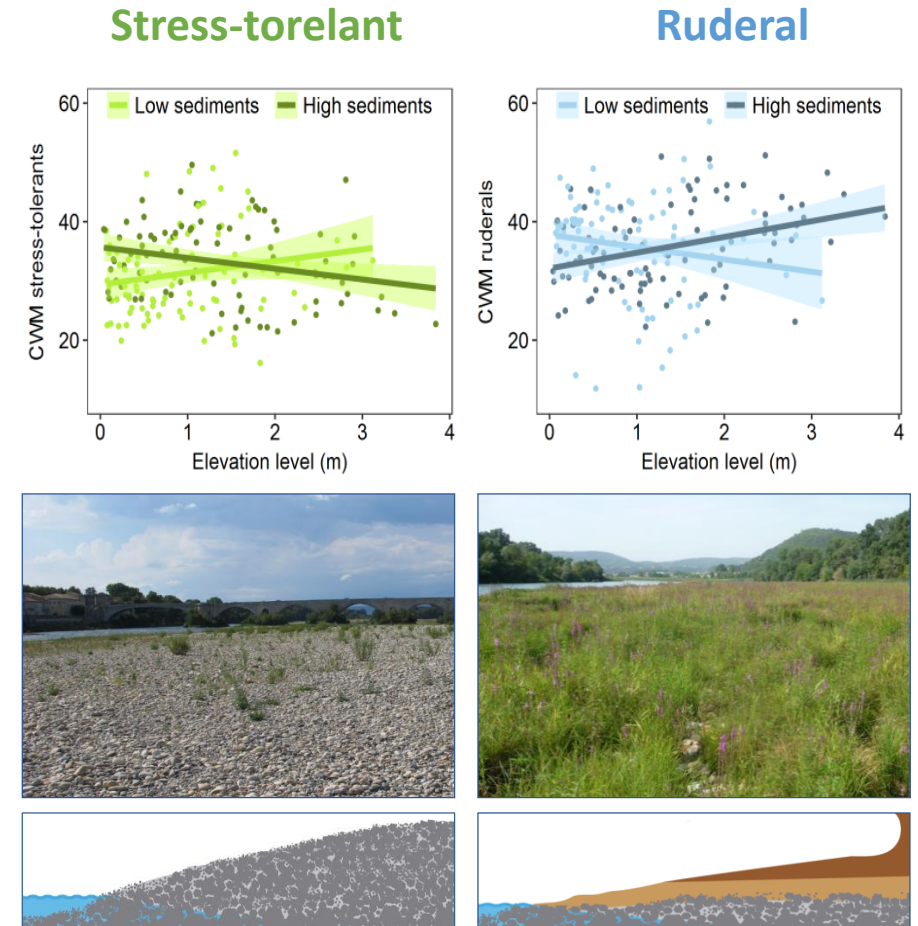 Stress-torelant
Ruderal
Low sediments High sediments
60
40
20
CWM stress-tolerants
0 1 2 3 4
Elevation level (m)
Low sediments High sediments
60
40
20
CWM ruderals
0 1 2 3 4
Elevation level (m)